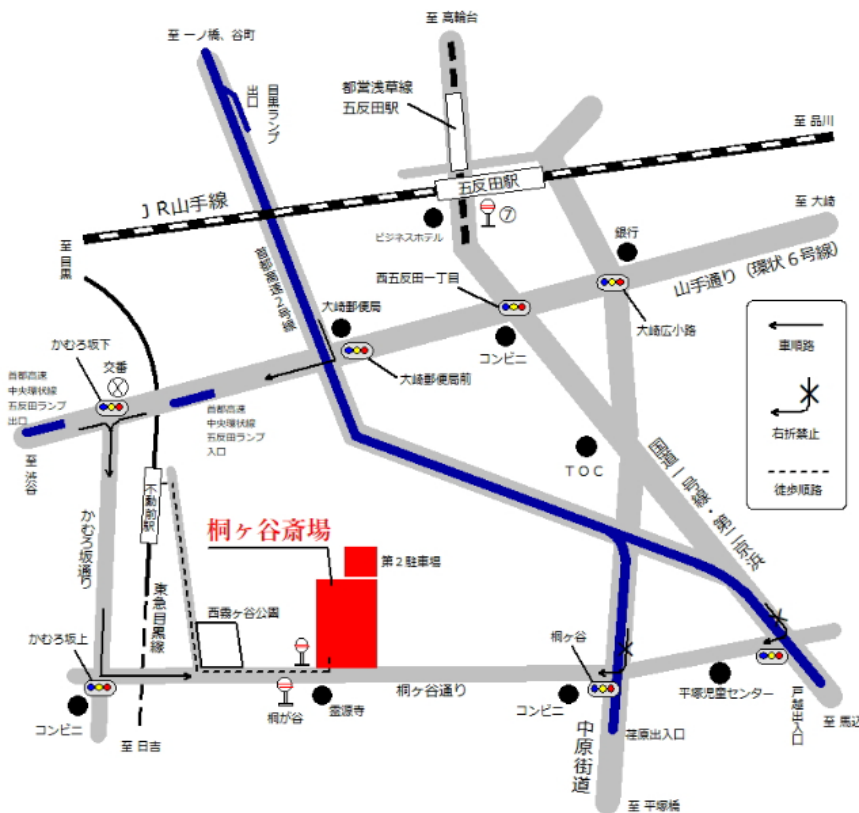 至 一ノ橋、谷町
至 高輪台
目黒ランプ
出口
都営浅草線
五反田駅
至 品川
JR山手線
五反田駅
⑦
ビジネスホテル
至 大崎
至 目黒
銀行
山手通り（環状６号線）
首都高速２号線
西五反田一丁目
大崎郵便局
大崎広小路
コンビニ
大崎郵便局前
車順路
右折禁止
徒歩順路
かむろ坂下
交番
首都高速
中央環状線
五反田ランプ
出口
首都高速
中央環状線
五反田ランプ
入口
至 渋谷
TOC
国道一号線・第二京浜
不動前駅
かむろ坂通り
桐ヶ谷斎場
第２駐車場
東急目黒線
西霧ヶ谷公園
かむろ坂上
桐ヶ谷
桐ヶ谷通り
平塚児童センター
戸越出入口
コンビニ
桐が谷
霊源寺
コンビニ
荏原出入口
中原街道
至 馬込
至 日吉
至 平塚橋